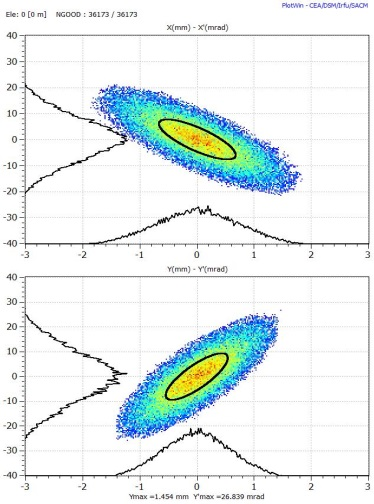 PlotWin - CEA/DSM/Irfu/SACM
Ele: 0 [0 m] NGOOD : 36173 / 36173
X(mm) - X'(mrad)
40
30
20
10
0
-10
-20
-30
-40
-3 -2 -1 0 1 2 3
Y(mm) - Y'(mrad)
40
30
20
10
0
-10
-20
-30
-40
-3 -2 -1 0 1 2 3
Ymax =1.454 mm Y'max =26.839 mrad